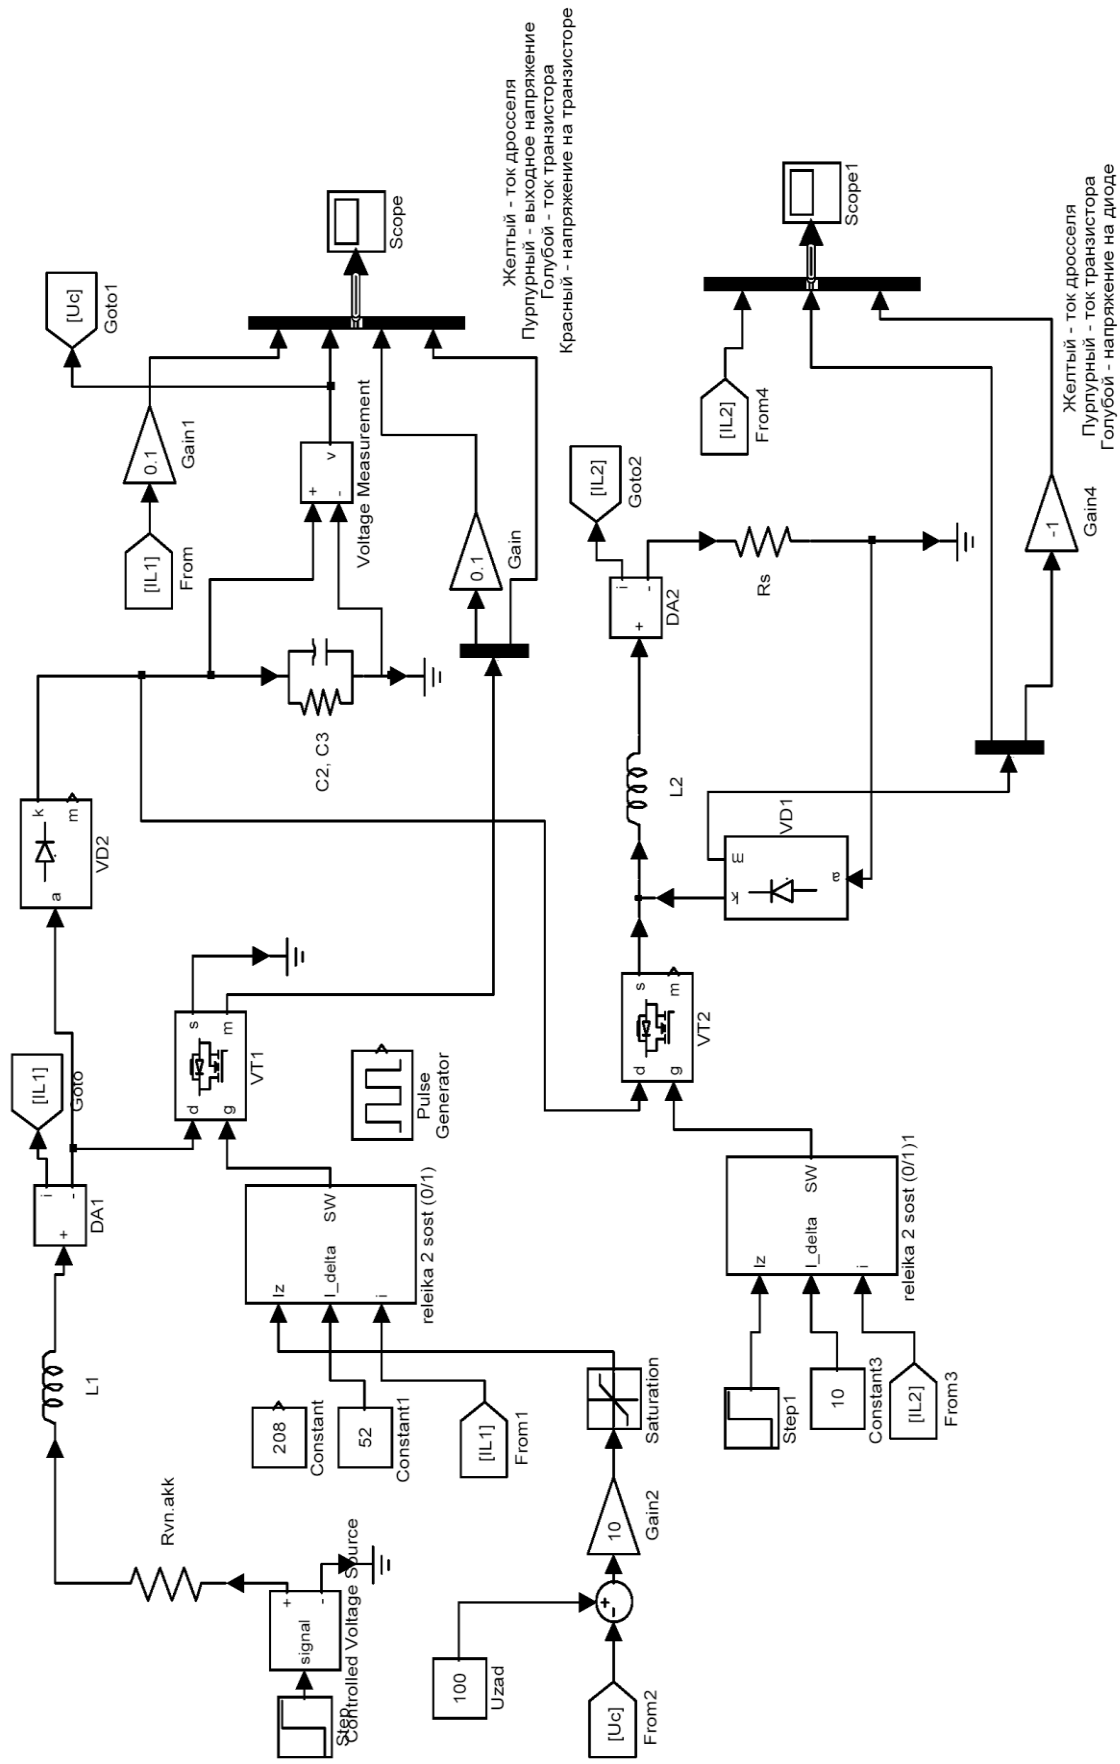 Step
signal
+
-
Controlled Voltage Source
Rvn.akk
L1
+
i
-
DA1
[IL1]
Goto
a
k
m
VD2
d
g
s
m
VT1
Pulse
Generator
208
Constant
52
Constant1
[IL1]
From1
Iz
I_delta
i
SW
releika 2 sost (0/1)
100
Uzad
[Uc]
From2
+
-
10
Gain2
Saturation
C2, C3
[IL1]
From
0.1
Gain1
+
-
v
Voltage Measurement
[Uc]
Goto1
0.1
Gain
Scope
Желтый - ток дросселя
Пурпурный - выходное напряжение
Голубой - ток транзистора
Красный - напряжение на транзисторе
Step1
10
Constant3
[IL2]
From3
Iz
I_delta
i
SW
releika 2 sost (0/1)1
d
g
s
m
VT2
k
m
a
VD1
L2
+
i
-
DA2
[IL2]
Goto2
Rs
[IL2]
From4
-1
Gain4
Scope1
Желтый - ток дросселя
Пурпурный - ток транзистора
Голубой - напряжение на диоде